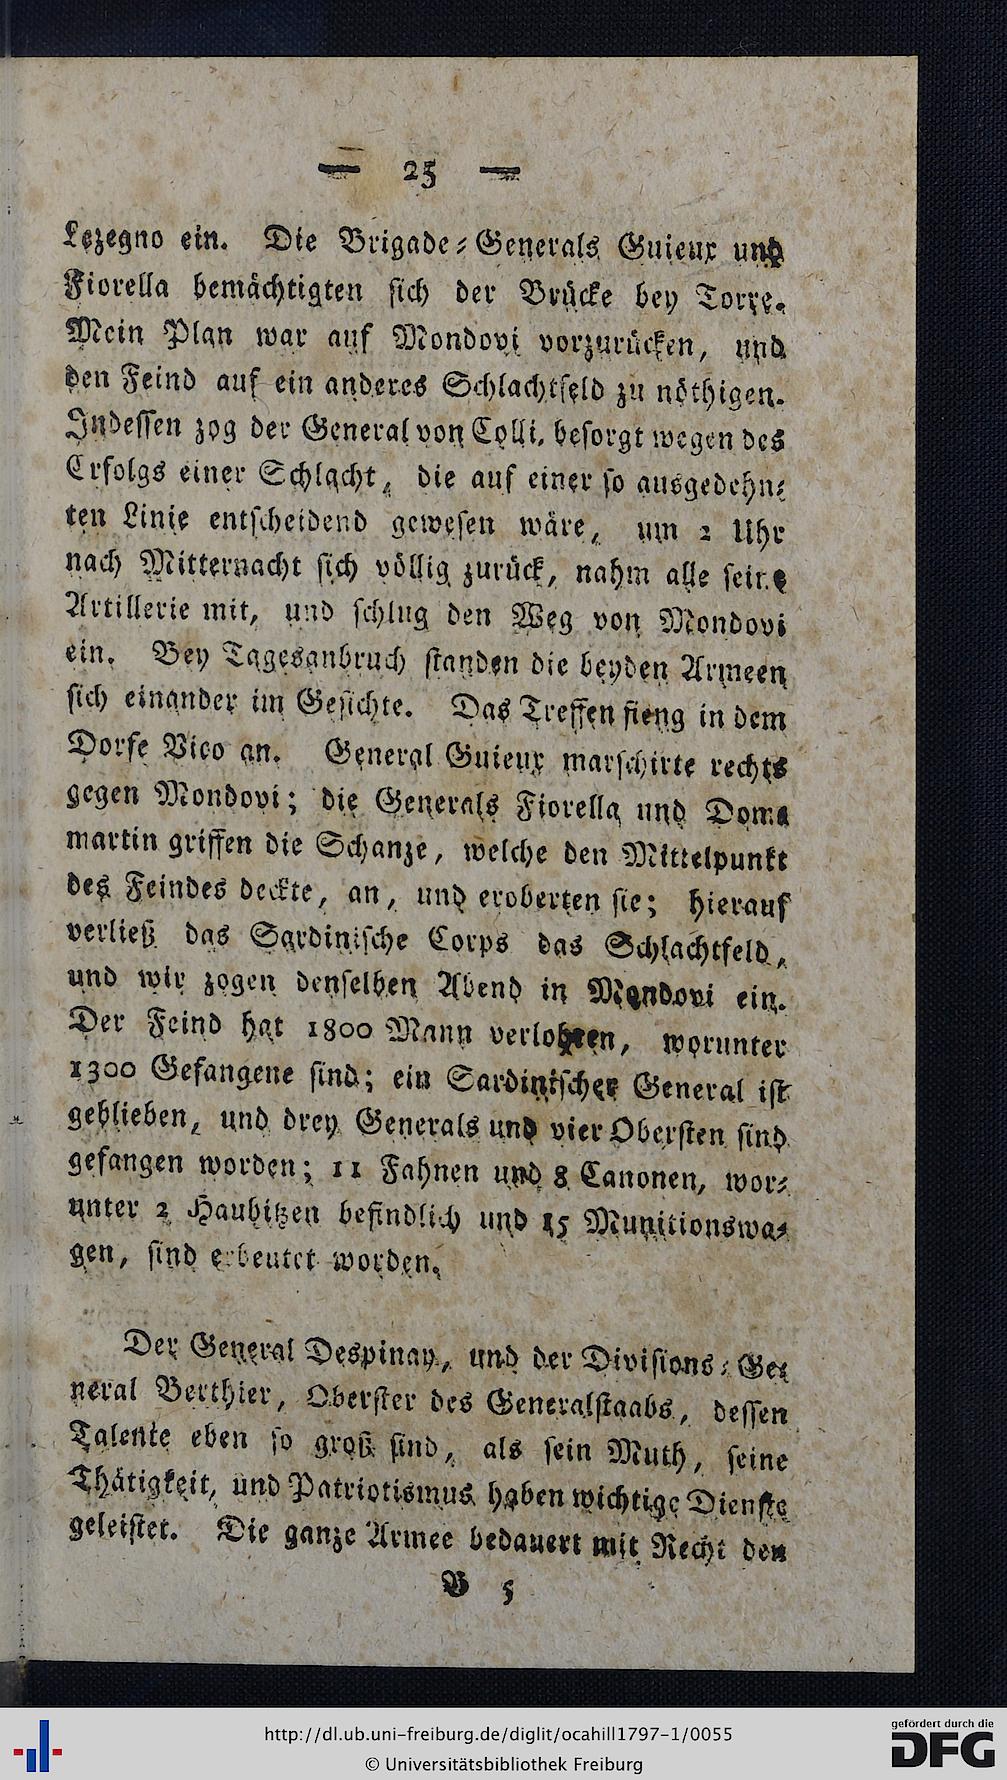 — 25 —
Lezegno ein. Die Brigade-Generals Guieux und
Fiorella bemächtigten sich der Brücke bey Torre.
Mein Plan war auf Mondovi vorzurücken, und
den Feind auf ein anderes Schlachtfeld zu nöthigen.
Indessen zog der General von Colli, besorgt wegen des
Erfolgs einer Schlacht, die auf einer so ausgedehn-
ten Linie entscheidend gewesen wäre, um 2 Uhr
nach Mitternacht sich völlig zurück, nahm alle seine
Artillerie mit, und schlug den Weg von Mondovi
ein. Bey Tagesanbruch standen die beyden Armeen
sich einander im Gesichte. Das Treffen fieng in dem
Dorfe Vico an. General Guieux marschirte rechts
gegen Mondovi; die Generals Fiorella und Dom-
martin griffen die Schanze, welche den Mittelpunkt
des Feindes deckte, an, und eroberten sie; hierauf
verließ das Sardinische Corps das Schlachtfeld,
und wir zogen denselben Abend in Mondovi ein.
Der Feind hat 1800 Mann verlohren, worunter
1300 Gefangene sind; ein Sardinischer General ist
geblieben, und drey Generals und vier Obersten sind
gefangen worden; 11 Fahnen und 8 Canonen, wor-
unter 2 Haubitzen befindlich und 15 Munitionswa-
gen, sind erbeutet worden.
Der General Despinay, und der Divisions-Ge-
neral Berthier, Oberster des Generalstaabs, dessen
Talente eben so groß sind, als sein Muth, seine
Thätigkeit, und Patriotismus haben wichtige Dienste
geleistet. Die ganze Armee bedauert mit Recht den
B 5
http://dl.ub.uni-freiburg.de/diglit/ocahill1797-1/0055
© Universitätsbibliothek Freiburg
gefördert durch die
DFG